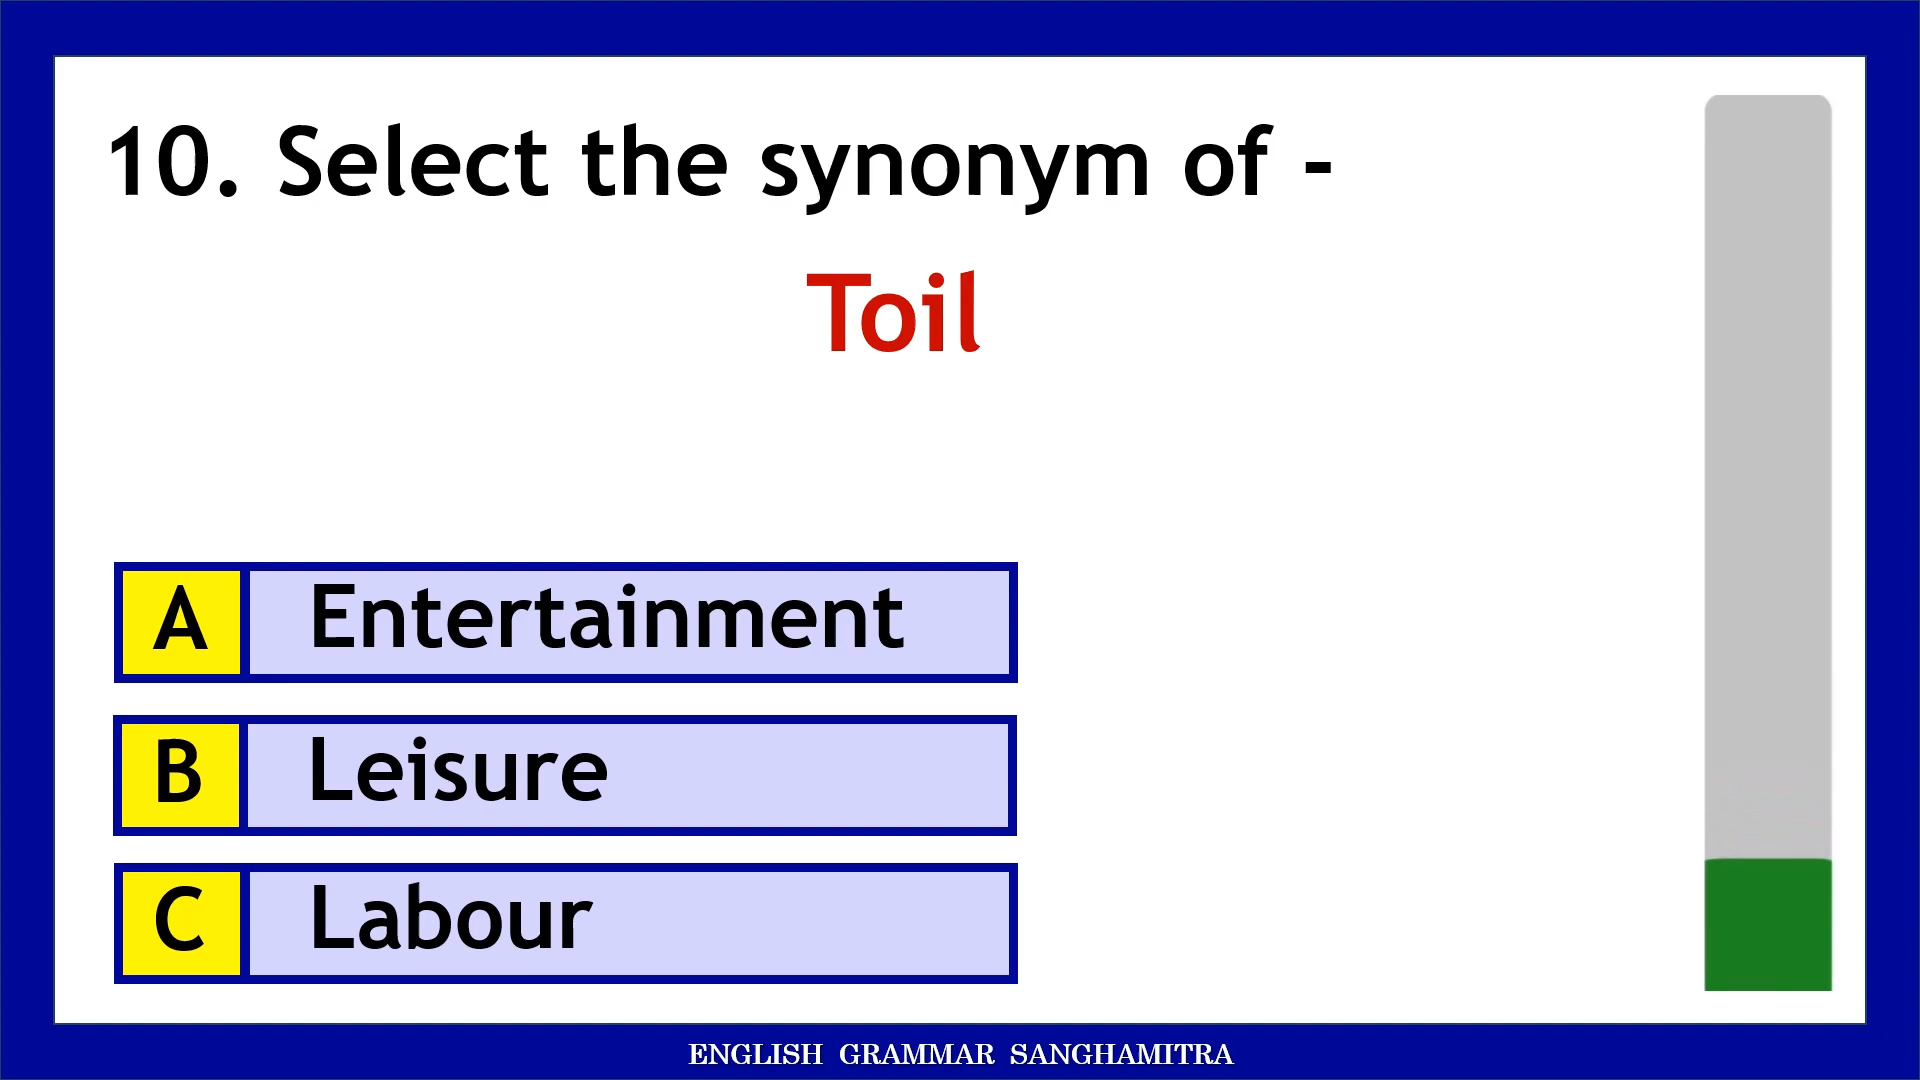 10. Select the synonym of -
Toil
A Entertainment
B Leisure
C Labour
ENGLISH GRAMMAR SANGHAMITRA